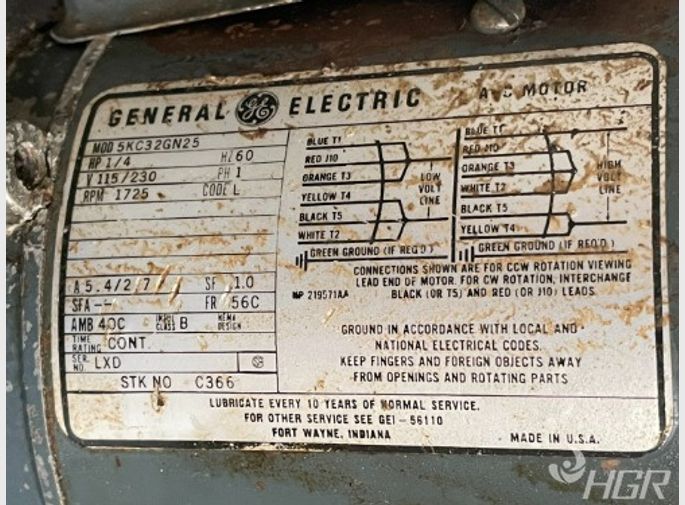 GENERAL GE ELECTRIC A-C MOTOR
MOD 5KC32GN25
HP 1/4 HZ 60
V 115/230 PH 1
RPM 1725 CODE L
A 5.4/2.7 SF 1.0
SFA -- FR 56C
AMB 40C INSUL CLASS B NEMA DESIGN
TIME RATING CONT.
SER. NO. LXD
STK NO C366
BLUE T1
RED J10
ORANGE T3
YELLOW T4
BLACK T5
WHITE T2
GREEN GROUND (IF REQ'D)
LOW
VOLT
LINE
BLUE T1
RED J10
ORANGE T3
WHITE T2
BLACK T5
YELLOW T4
GREEN GROUND (IF REQ'D)
HIGH
VOLT
LINE
CONNECTIONS SHOWN ARE FOR CCW ROTATION VIEWING
LEAD END OF MOTOR. FOR CW ROTATION, INTERCHANGE
NP 219571AA BLACK (OR T5) AND RED (OR J10) LEADS.
GROUND IN ACCORDANCE WITH LOCAL AND
NATIONAL ELECTRICAL CODES.
KEEP FINGERS AND FOREIGN OBJECTS AWAY
FROM OPENINGS AND ROTATING PARTS
LUBRICATE EVERY 10 YEARS OF NORMAL SERVICE.
FOR OTHER SERVICE SEE GEI-56110
FORT WAYNE, INDIANA MADE IN U.S.A.
HGR